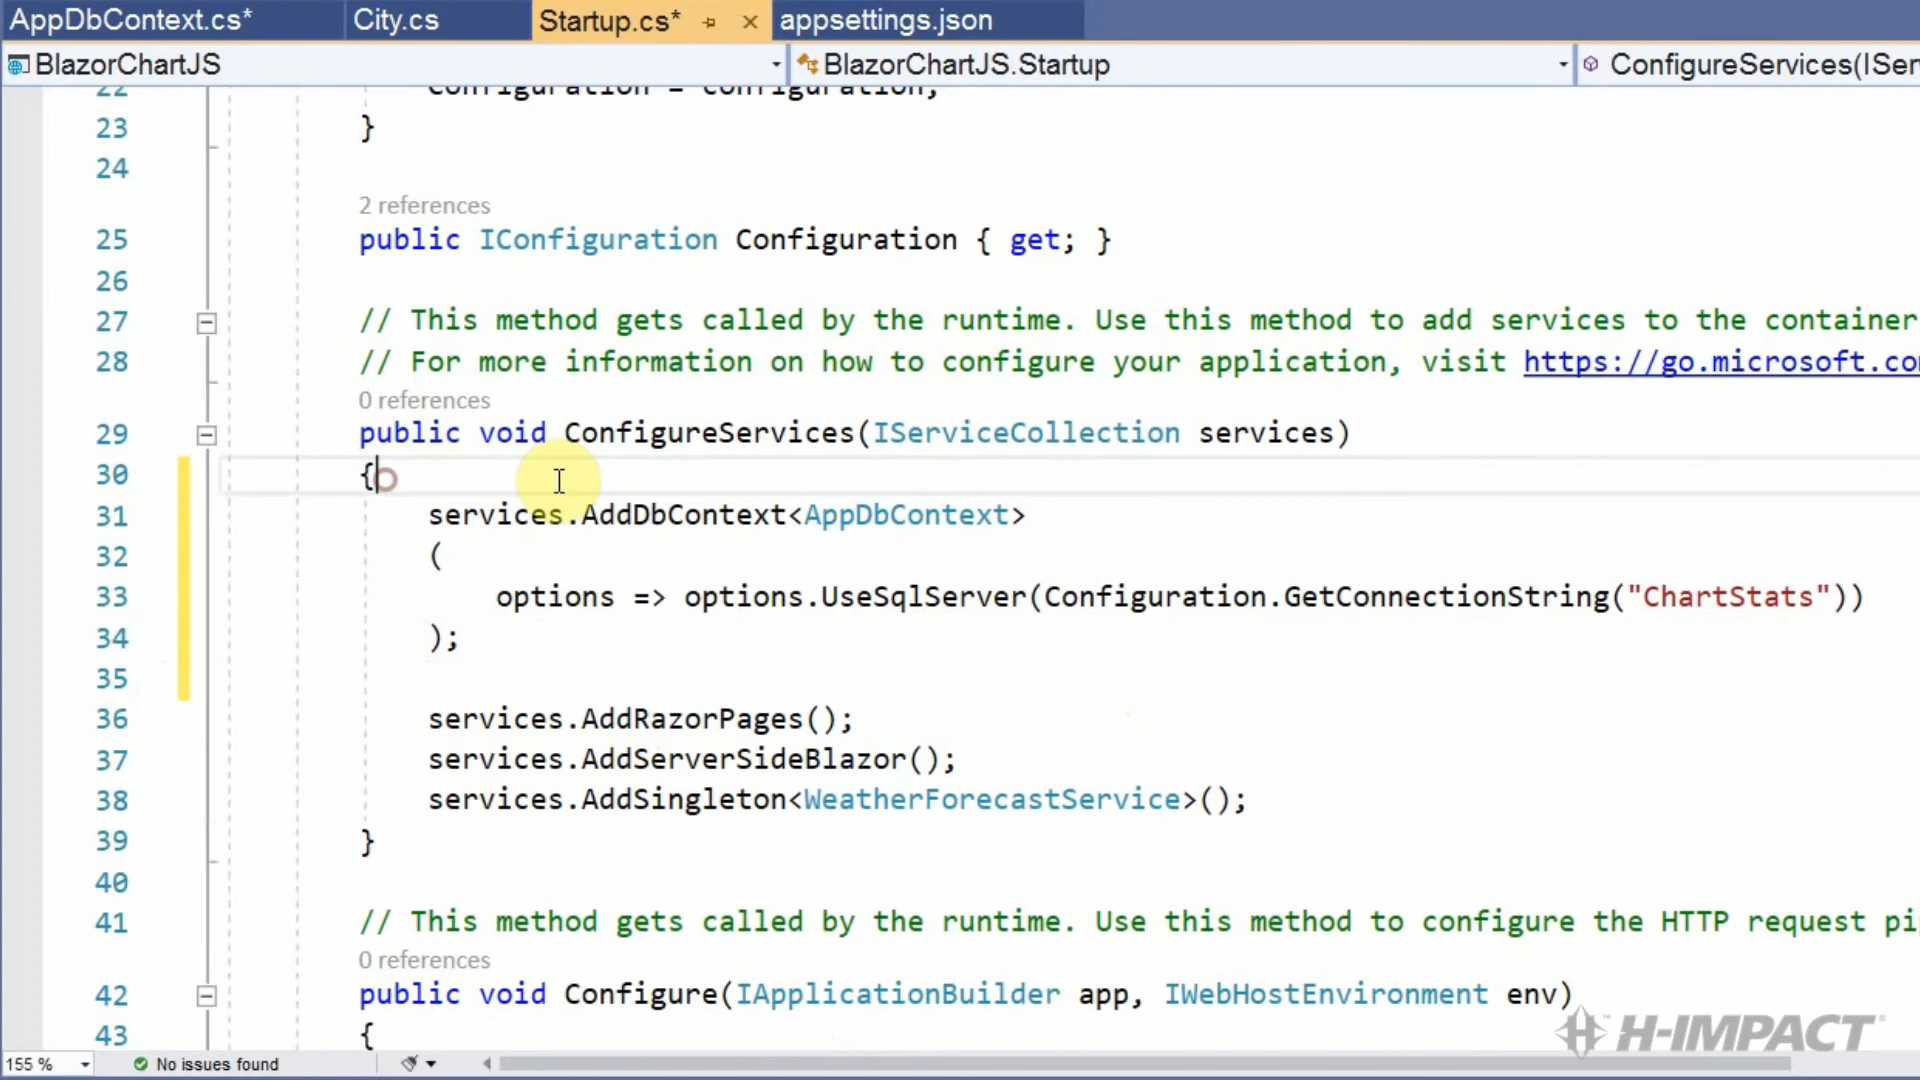 AppDbContext.cs* City.cs Startup.cs* appsettings.json
BlazorChartJS BlazorChartJS.Startup ConfigureServices(ISer
22 Configuration = configuration;
23 }
24
2 references
25 public IConfiguration Configuration { get; }
26
27 // This method gets called by the runtime. Use this method to add services to the container
28 // For more information on how to configure your application, visit https://go.microsoft.co
0 references
29 public void ConfigureServices(IServiceCollection services)
30 {
31 services.AddDbContext<AppDbContext>
32 (
33 options => options.UseSqlServer(Configuration.GetConnectionString("ChartStats"))
34 );
35
36 services.AddRazorPages();
37 services.AddServerSideBlazor();
38 services.AddSingleton<WeatherForecastService>();
39 }
40
41 // This method gets called by the runtime. Use this method to configure the HTTP request pi
0 references
42 public void Configure(IApplicationBuilder app, IWebHostEnvironment env)
43 {
H-IMPACT
155 % No issues found